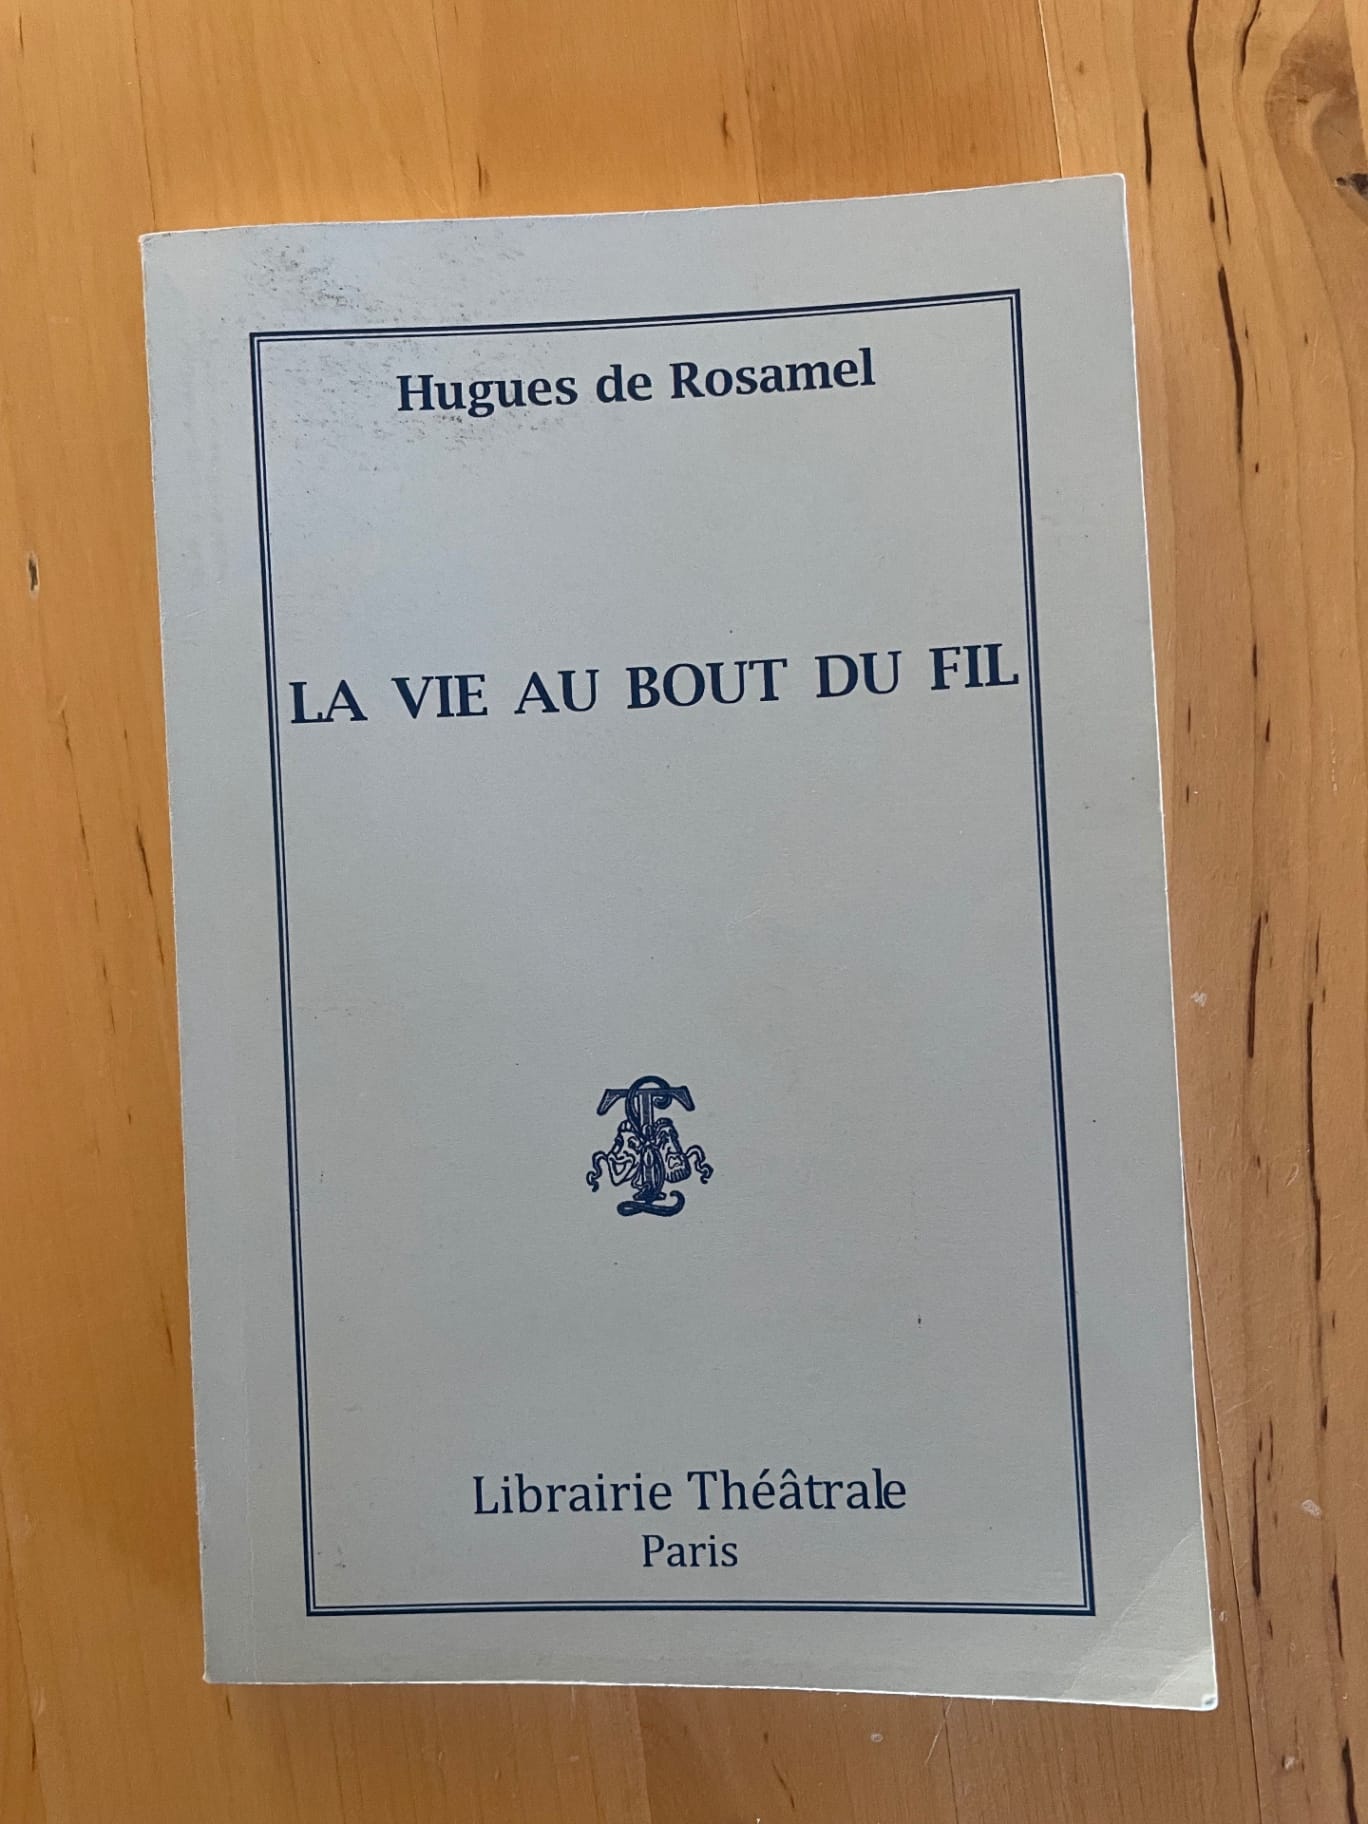 Hugues de Rosamel
LA VIE AU BOUT DU FIL
Librairie Théâtrale
Paris